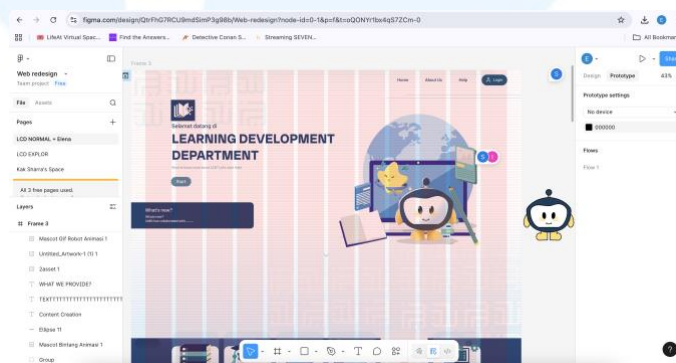 figma.com/design/QtrFhG7RCU9mdSimP3g9Bb/Web-redesign?node-id=0-1&p=f&t=oQONYr1bx4qS7ZCm-0
LifeAt Virtual Spac...
Find the Answers...
Detective Conan S...
Streaming SEVEN...
All Bookmar
Web redesign
Team project Free
File Assets
Pages
LCD NORMAL + Elena
LCD EXPLOR
Kak Sharra's Space
All 3 free pages used.
Layers
Frame 3
Mascot Gif Robot Animasi 1
Untitled_Artwork-1 (1) 1
2asset 1
WHAT WE PROVIDE?
Content Creation
Ellipse 11
Mascot Bintang Animasi 1
Group
Frame 3
Home About Us Help Login
Selamat datang di
LEARNING DEVELOPMENT
DEPARTMENT
What's new?
Design Prototype 43%
Prototype settings
No device
000000
Flows
Flow 1